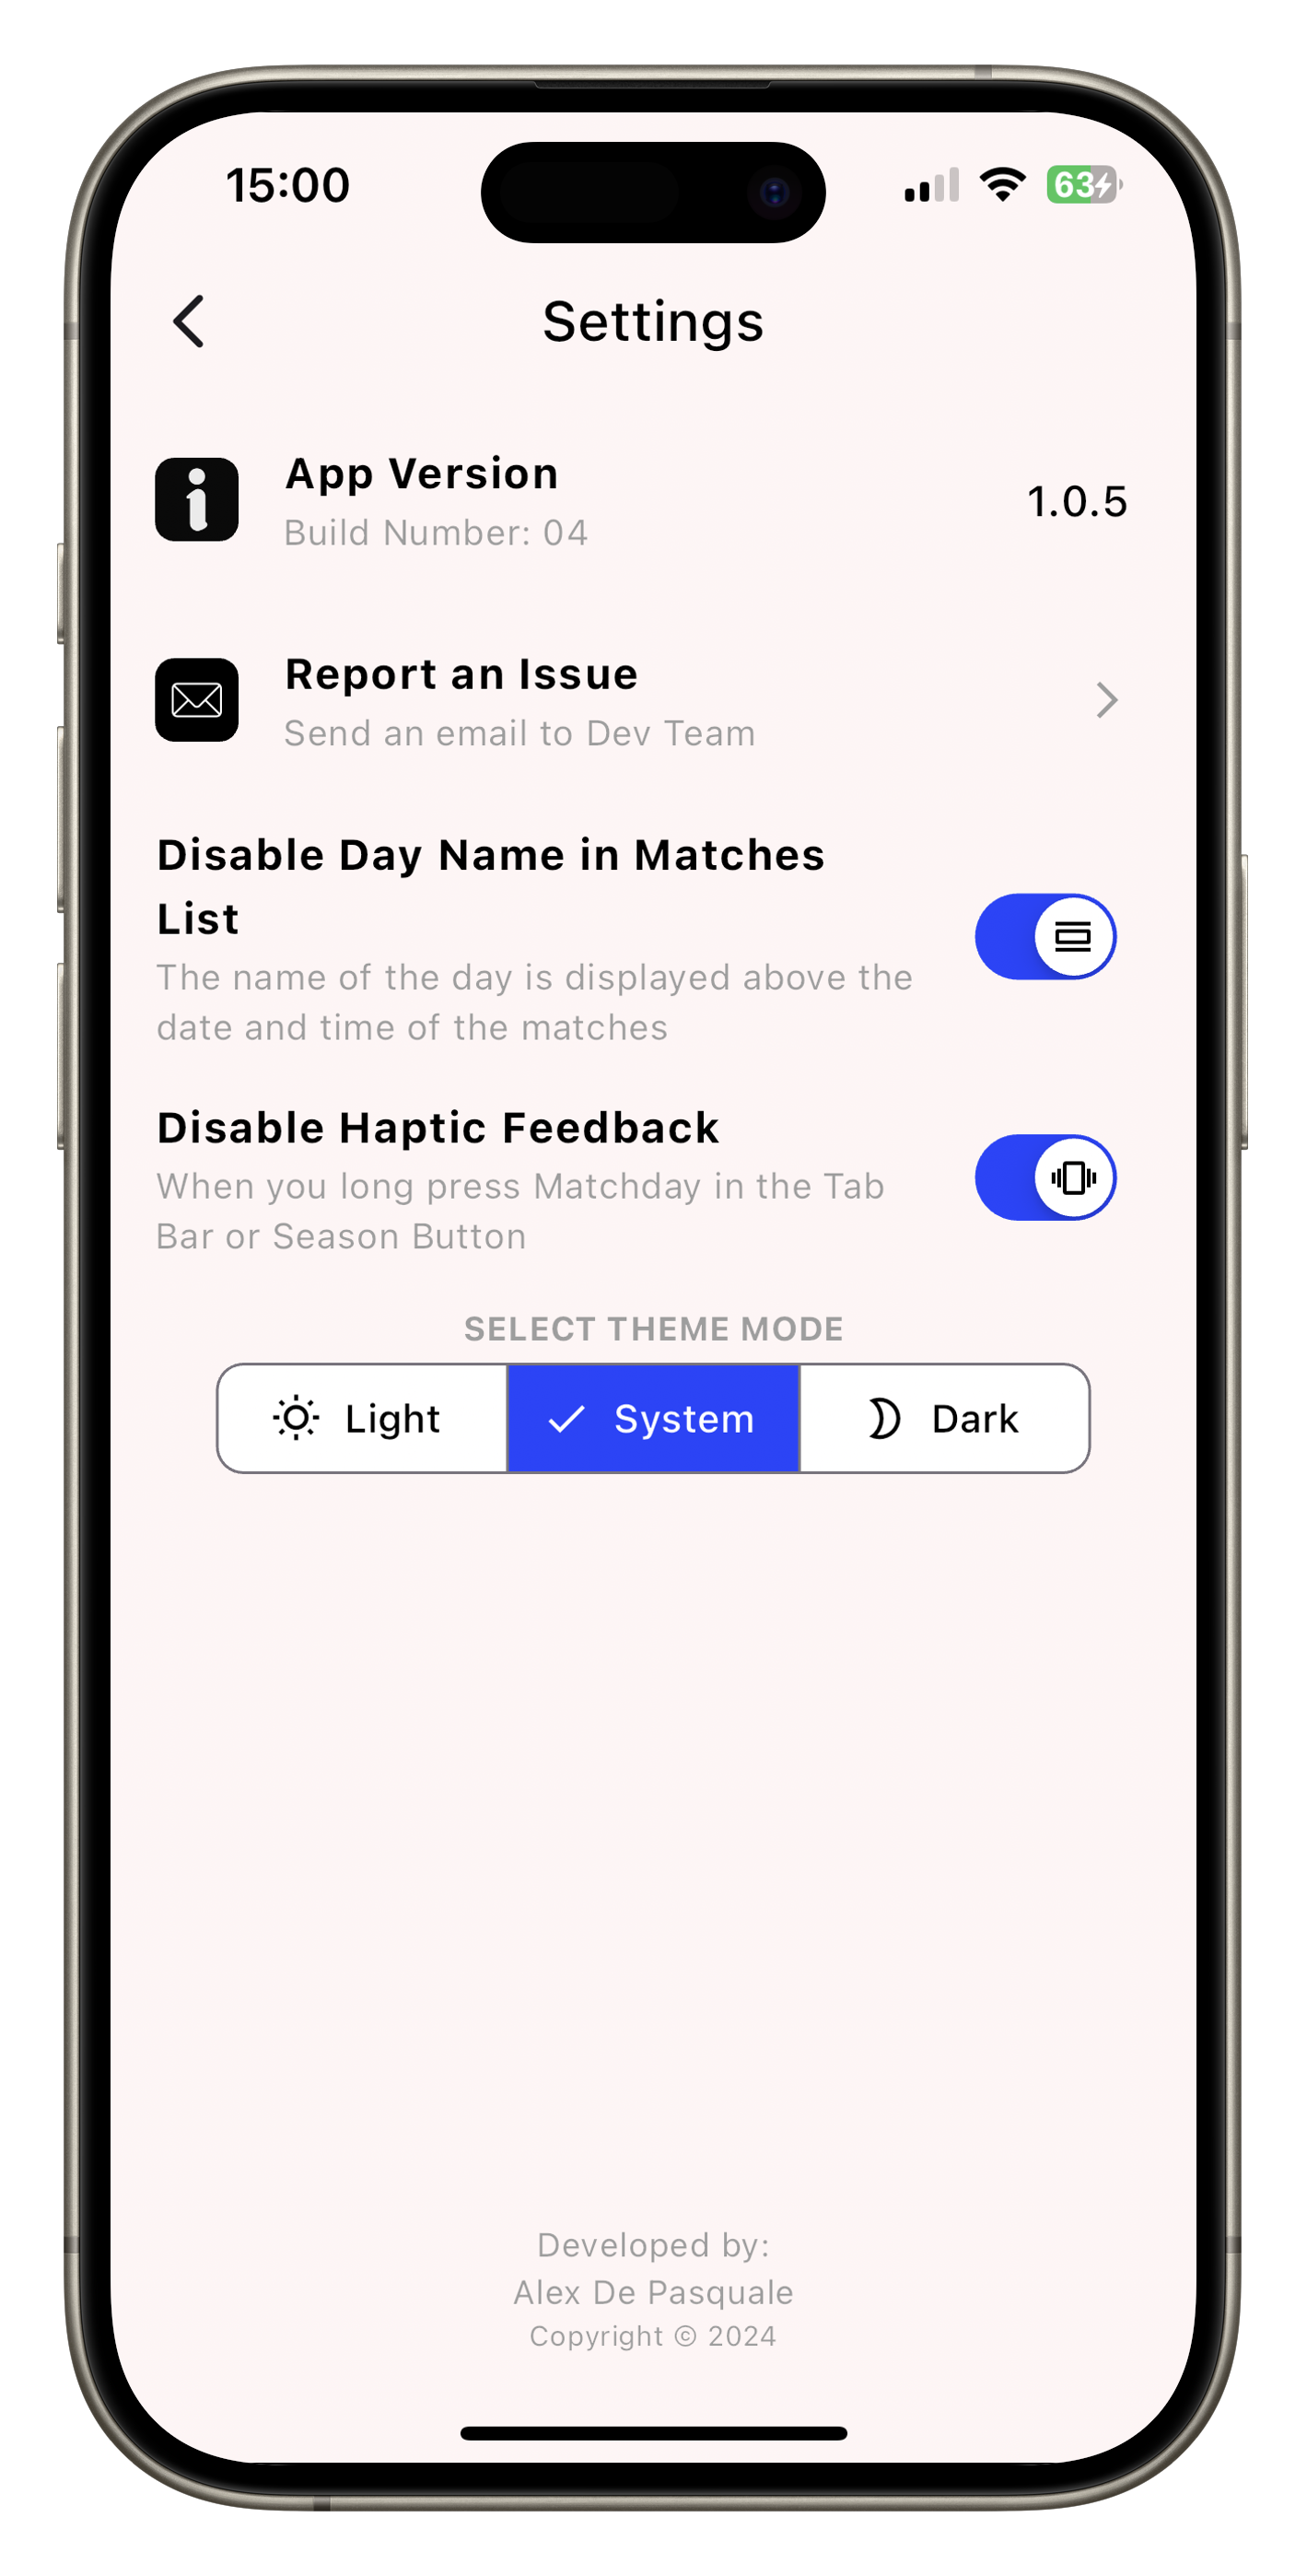 15:00
63
Settings
App Version
Build Number: 04
1.0.5
Report an Issue
Send an email to Dev Team
Disable Day Name in Matches
List
The name of the day is displayed above the
date and time of the matches
Disable Haptic Feedback
When you long press Matchday in the Tab
Bar or Season Button
SELECT THEME MODE
Light
System
Dark
Developed by:
Alex De Pasquale
Copyright © 2024